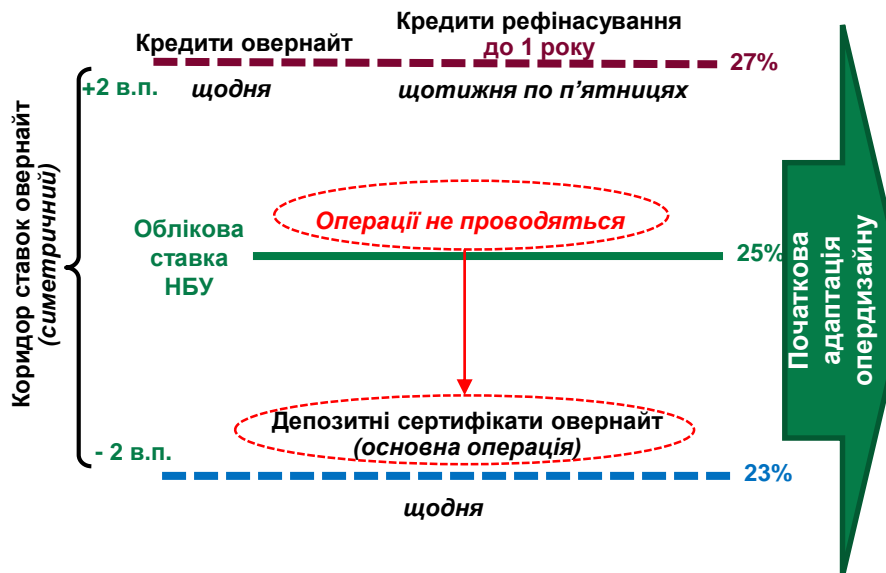 Коридор ставок овернайт
(симетричний)
+2 в.п.
Кредити овернайт
Кредити рефінасування
до 1 року
27%
щодня
щотижня по п’ятницях
Операції не проводяться
Облікова
ставка
НБУ
25%
Депозитні сертифікати овернайт
(основна операція)
- 2 в.п.
23%
щодня
Початкова
адаптація
опердизайну